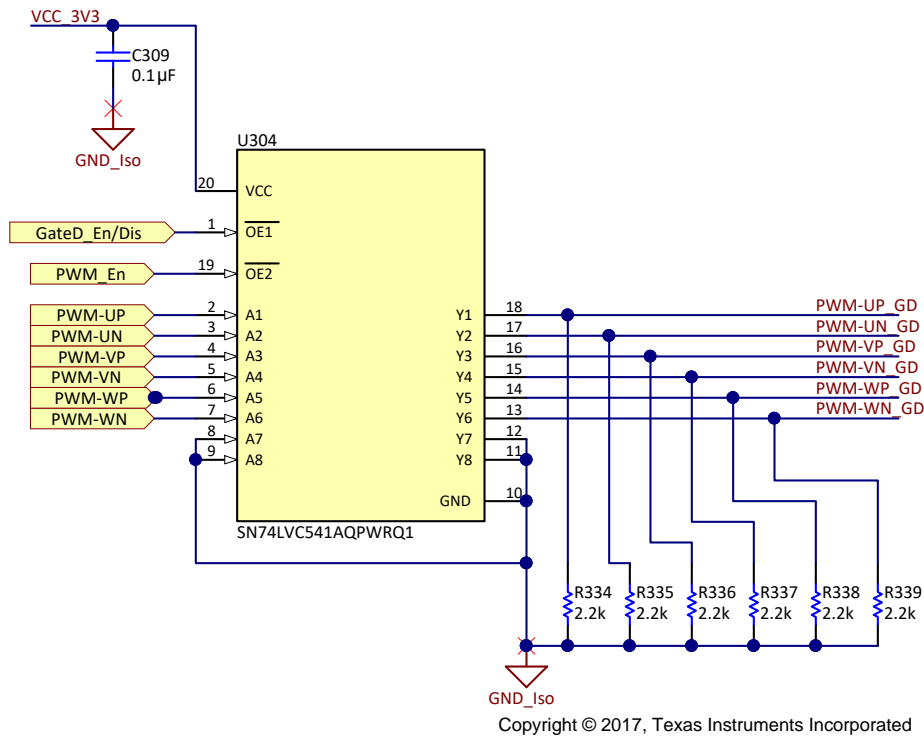 VCC_3V3
C309
0.1µF
GND_Iso
U304
20 VCC
GateD_En/Dis 1 OE1
PWM_En 19 OE2
PWM-UP 2 A1 Y1 18 PWM-UP_GD
PWM-UN 3 A2 Y2 17 PWM-UN_GD
PWM-VP 4 A3 Y3 16 PWM-VP_GD
PWM-VN 5 A4 Y4 15 PWM-VN_GD
PWM-WP 6 A5 Y5 14 PWM-WP_GD
PWM-WN 7 A6 Y6 13 PWM-WN_GD
8 A7 Y7 12
9 A8 Y8 11
GND 10
SN74LVC541AQPWRQ1
R334 R335 R336 R337 R338 R339
2.2k 2.2k 2.2k 2.2k 2.2k 2.2k
GND_Iso
Copyright © 2017, Texas Instruments Incorporated